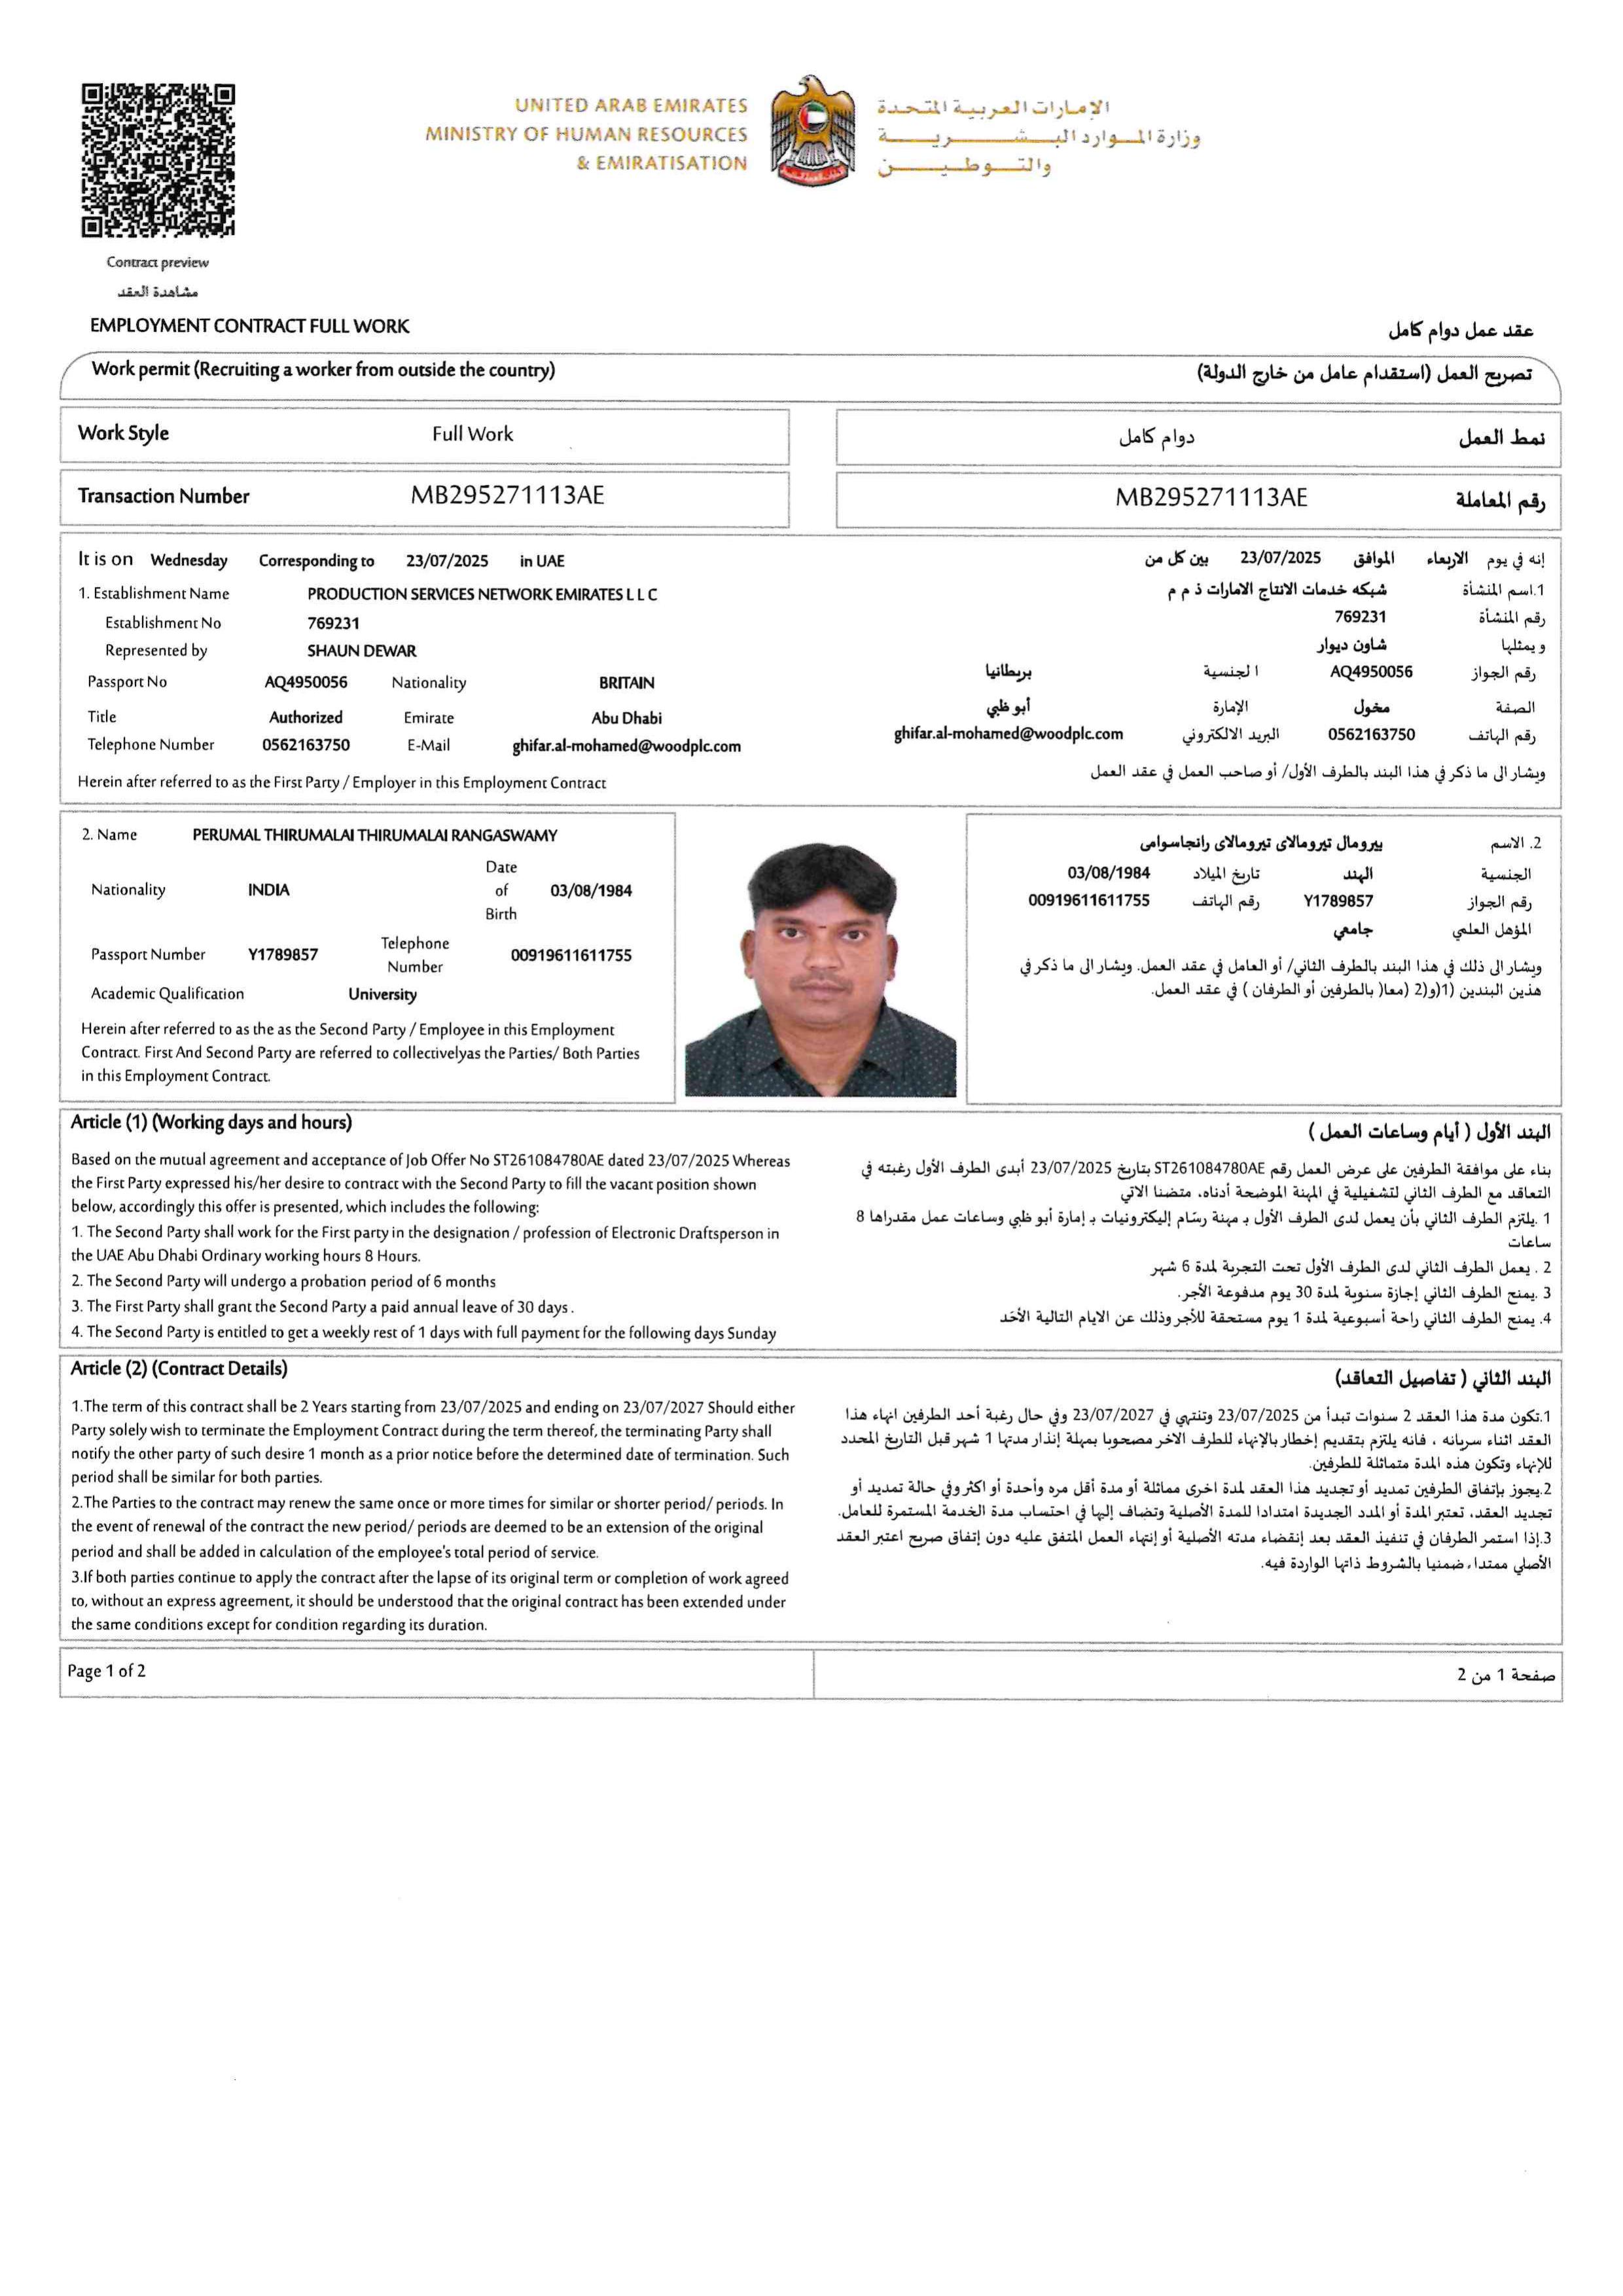 UNITED ARAB EMIRATES
MINISTRY OF HUMAN RESOURCES
& EMIRATISATION
الإمارات العربية المتحدة
وزارة الموارد البشرية
والتوطين
Contract preview
مشاهدة العقد
EMPLOYMENT CONTRACT FULL WORK
عقد عمل دوام كامل
Work permit (Recruiting a worker from outside the country)
تصريح العمل (استقدام عامل من خارج الدولة)
Work Style Full Work
نمط العمل دوام كامل
Transaction Number MB295271113AE
رقم المعاملة MB295271113AE
It is on Wednesday Corresponding to 23/07/2025 in UAE
1. Establishment Name PRODUCTION SERVICES NETWORK EMIRATES L L C
Establishment No 769231
Represented by SHAUN DEWAR
Passport No AQ4950056 Nationality BRITAIN
Title Authorized Emirate Abu Dhabi
Telephone Number 0562163750 E-Mail ghifar.al-mohamed@woodplc.com
Herein after referred to as the First Party / Employer in this Employment Contract
إنه في يوم الاربعاء الموافق 23/07/2025 بين كل من
1.اسم المنشأة شبكه خدمات الانتاج الامارات ذ م م
رقم المنشأة 769231
و يمثلها شاون ديوار
رقم الجواز AQ4950056 ا لجنسية بريطانيا
الصفة مخول الإمارة أبو ظبي
رقم الهاتف 0562163750 البريد الالكتروني ghifar.al-mohamed@woodplc.com
ويشار الى ما ذكر في هذا البند بالطرف الأول/ أو صاحب العمل في عقد العمل
2. Name PERUMAL THIRUMALAI THIRUMALAI RANGASWAMY
Nationality INDIA Date of Birth 03/08/1984
Passport Number Y1789857 Telephone Number 00919611611755
Academic Qualification University
Herein after referred to as the as the Second Party / Employee in this Employment
Contract. First And Second Party are referred to collectivelyas the Parties/ Both Parties
in this Employment Contract.
2. الاسم بيرومال تيرومالاى تيرومالاى رانجاسوامى
الجنسية الهند تاريخ الميلاد 03/08/1984
رقم الجواز Y1789857 رقم الهاتف 00919611611755
المؤهل العلمي جامعي
ويشار الى ذلك في هذا البند بالطرف الثاني/ أو العامل في عقد العمل. ويشار الى ما ذكر في
هذين البندين (1)و(2 (معا) بالطرفين أو الطرفان ) في عقد العمل.
Article (1) (Working days and hours)
Based on the mutual agreement and acceptance of Job Offer No ST261084780AE dated 23/07/2025 Whereas
the First Party expressed his/her desire to contract with the Second Party to fill the vacant position shown
below, accordingly this offer is presented, which includes the following:
1. The Second Party shall work for the First party in the designation / profession of Electronic Draftsperson in
the UAE Abu Dhabi Ordinary working hours 8 Hours.
2. The Second Party will undergo a probation period of 6 months
3. The First Party shall grant the Second Party a paid annual leave of 30 days .
4. The Second Party is entitled to get a weekly rest of 1 days with full payment for the following days Sunday
البند الأول ( أيام وساعات العمل )
بناء على موافقة الطرفين على عرض العمل رقم ST261084780AE بتاريخ 23/07/2025 أبدى الطرف الأول رغبته في
التعاقد مع الطرف الثاني لتشغيلية في المهنة الموضحة أدناه، متضنا الاتي
1 .يلتزم الطرف الثاني بأن يعمل لدى الطرف الأول بـ مهنة رسّام إليكترونيات بـ إمارة أبو ظبي وساعات عمل مقدراها 8
ساعات
2 . يعمل الطرف الثاني لدى الطرف الأول تحت التجربة لمدة 6 شهر
3 .يمنح الطرف الثاني إجازة سنوية لمدة 30 يوم مدفوعة الأجر.
4. يمنح الطرف الثاني راحة أسبوعية لمدة 1 يوم مستحقة للأجر وذلك عن الايام التالية الأحَد
Article (2) (Contract Details)
1.The term of this contract shall be 2 Years starting from 23/07/2025 and ending on 23/07/2027 Should either
Party solely wish to terminate the Employment Contract during the term thereof, the terminating Party shall
notify the other party of such desire 1 month as a prior notice before the determined date of termination. Such
period shall be similar for both parties.
2.The Parties to the contract may renew the same once or more times for similar or shorter period/ periods. In
the event of renewal of the contract the new period/ periods are deemed to be an extension of the original
period and shall be added in calculation of the employee's total period of service.
3.If both parties continue to apply the contract after the lapse of its original term or completion of work agreed
to, without an express agreement, it should be understood that the original contract has been extended under
the same conditions except for condition regarding its duration.
البند الثاني ( تفاصيل التعاقد)
1.تكون مدة هذا العقد 2 سنوات تبدأ من 23/07/2025 وتنتهي في 23/07/2027 وفي حال رغبة أحد الطرفين انهاء هذا
العقد اثناء سريانه ، فانه يلتزم بتقديم إخطار بالإنهاء للطرف الاخر مصحوبا بمهلة إنذار مدتها 1 شهر قبل التاريخ المحدد
للإنهاء وتكون هذه المدة متماثلة للطرفين.
2.يجوز بإتفاق الطرفين تمديد أو تجديد هذا العقد لمدة اخرى مماثلة أو مدة أقل مره وأحدة أو اكثر وفي حالة تمديد أو
تجديد العقد، تعتبر المدة أو المدد الجديدة امتدادا للمدة الأصلية وتضاف إليها في احتساب مدة الخدمة المستمرة للعامل.
3.إذا استمر الطرفان في تنفيذ العقد بعد إنقضاء مدته الأصلية أو إنتهاء العمل المتفق عليه دون إتفاق صريح اعتبر العقد
الأصلي ممتدا، ضمنيا بالشروط ذاتها الواردة فيه.
Page 1 of 2
صفحة 1 من 2